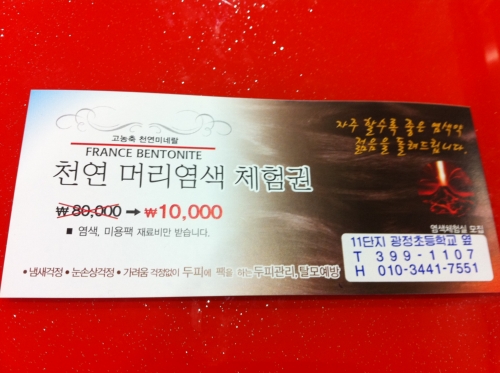 고농축 천연미네랄
FRANCE BENTONITE
천연 머리염색 체험권
₩80,000 → ₩10,000
■ 염색, 미용팩 재료비만 받습니다.
• 냄새걱정 • 눈손상걱정 • 가려움 걱정없이 두피에 팩을 하는 두피관리, 탈모예방
자주 할수록 좋은 염색약
젊음을 돌려드립니다.
염색체험실 모집
11단지 광정초등학교 옆
T 399-1107
H 010-3441-7551